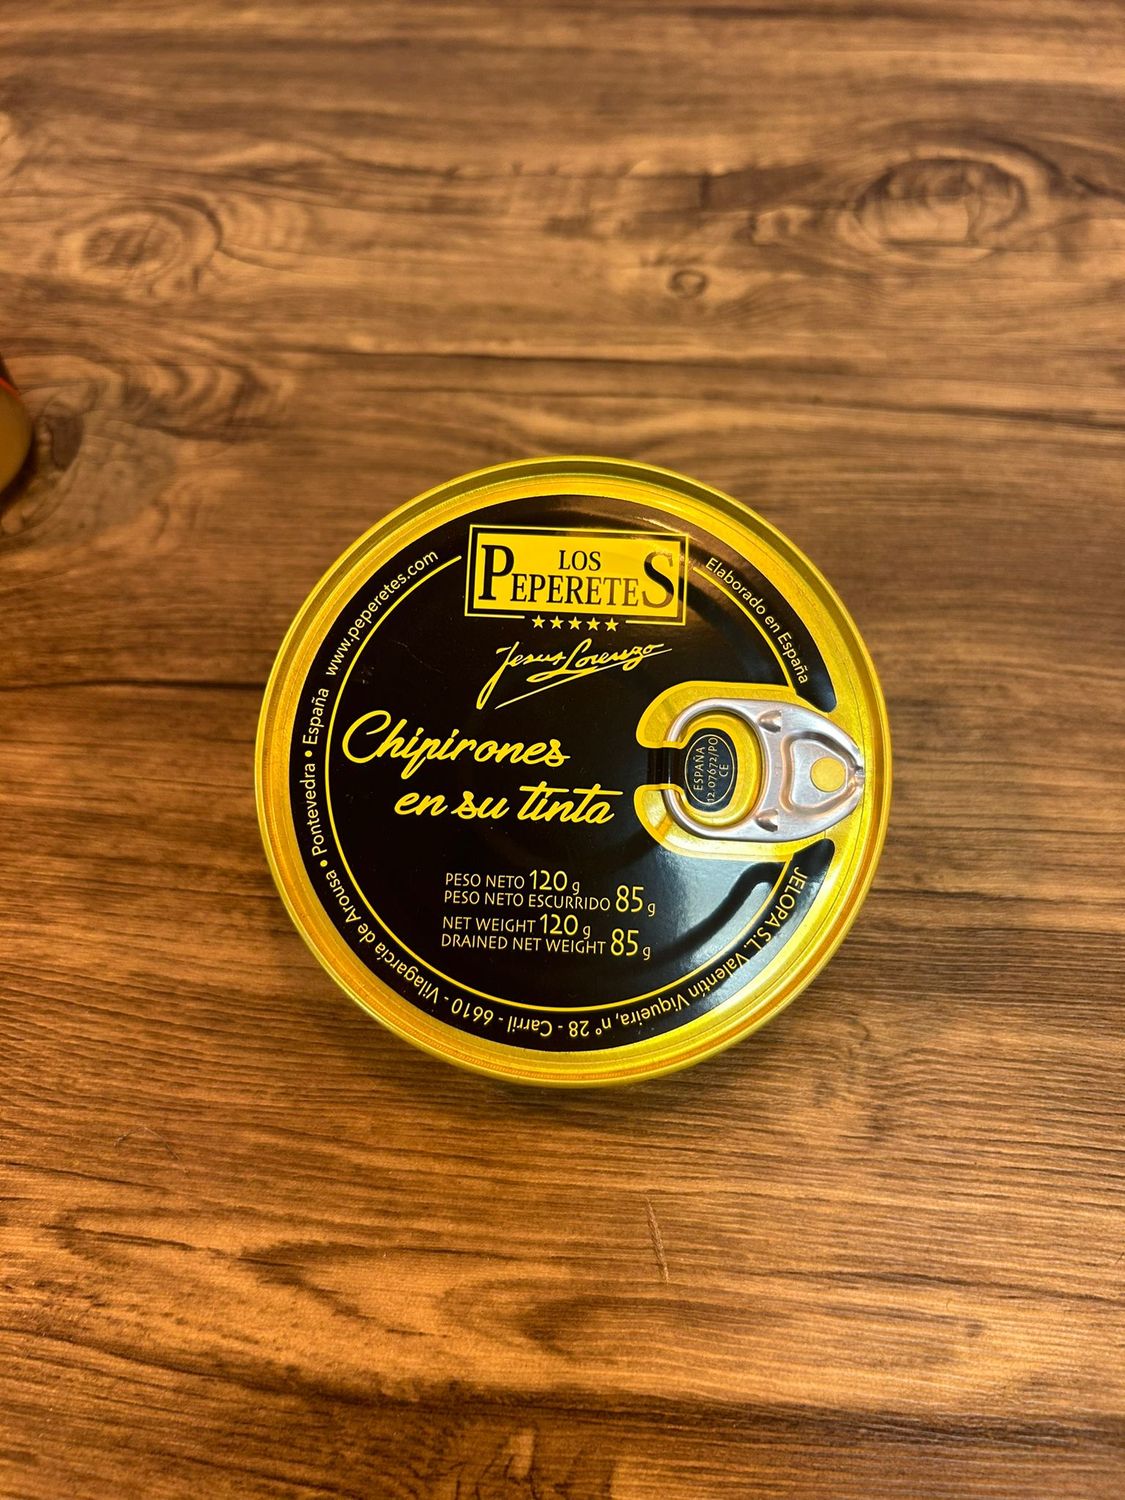 LOS
PEPERETES
★★★★★
Jesus Lorenzo
Chipirones
en su tinta
PESO NETO 120 g
PESO NETO ESCURRIDO 85 g
NET WEIGHT 120 g
DRAINED NET WEIGHT 85 g
Elaborado en España
ESPAÑA
12.07672/PO
CE
JELOPA S.L. Valentín Viqueira, nº 28 - Carril - 6610 - Vilagarcía de Arousa • Pontevedra • España www.peperetes.com